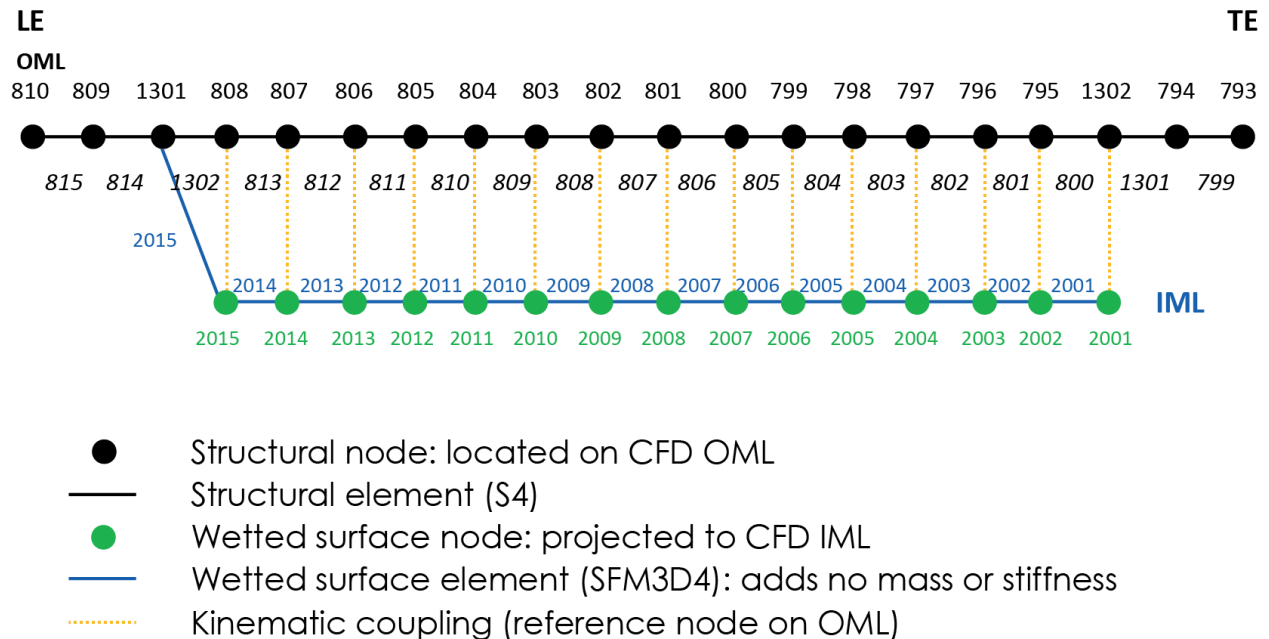 LE TE
OML
810 809 1301 808 807 806 805 804 803 802 801 800 799 798 797 796 795 1302 794 793
815 814 1302 813 812 811 810 809 808 807 806 805 804 803 802 801 800 1301 799
2015
2014 2013 2012 2011 2010 2009 2008 2007 2006 2005 2004 2003 2002 2001
IML
2015 2014 2013 2012 2011 2010 2009 2008 2007 2006 2005 2004 2003 2002 2001
Structural node: located on CFD OML
Structural element (S4)
Wetted surface node: projected to CFD IML
Wetted surface element (SFM3D4): adds no mass or stiffness
Kinematic coupling (reference node on OML)